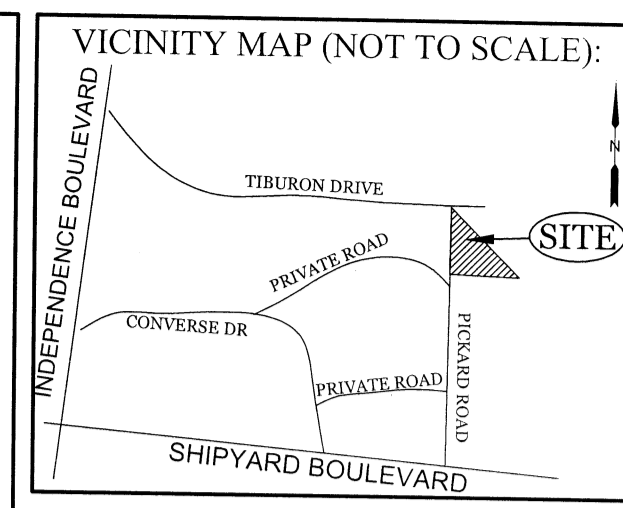 VICINITY MAP (NOT TO SCALE):
INDEPENDENCE BOULEVARD
TIBURON DRIVE
N
SITE
PRIVATE ROAD
CONVERSE DR
PICKARD ROAD
PRIVATE ROAD
SHIPYARD BOULEVARD